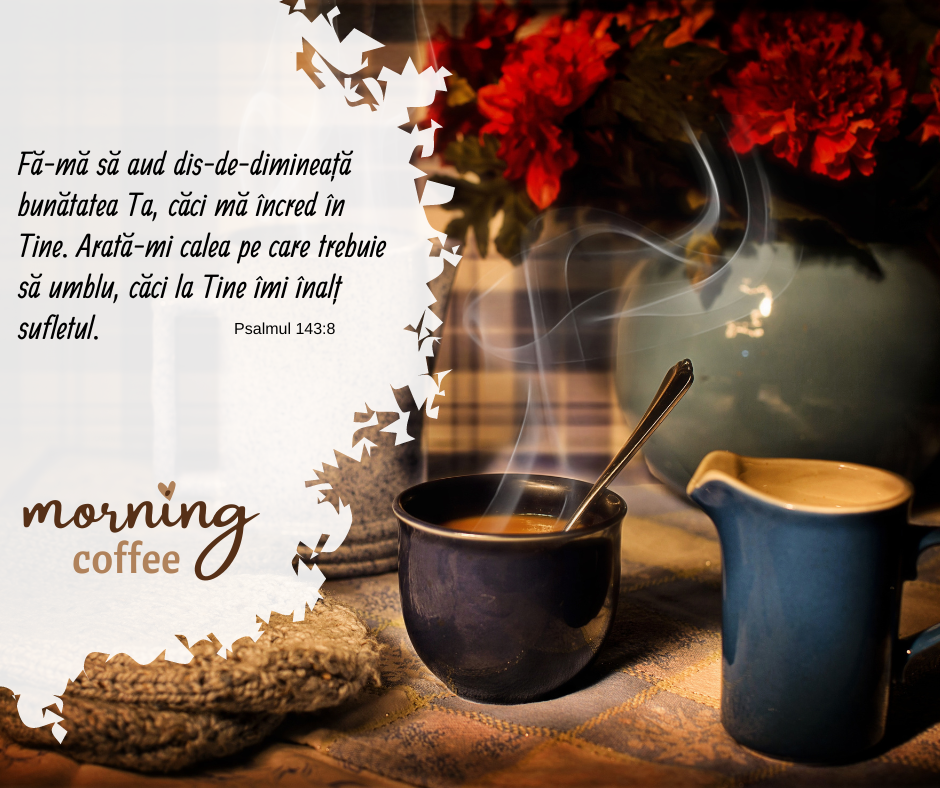 Fă-mă să aud dis-de-dimineață
bunătatea Ta, căci mă încred în
Tine. Arată-mi calea pe care trebuie
să umblu, căci la Tine îmi înalț
sufletul.
Psalmul 143:8
morning
coffee